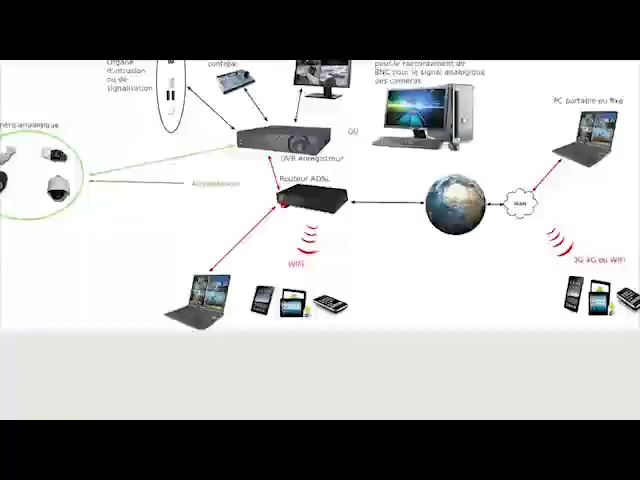 Organe
d'intrusion
ou de
signalisation
contrôle
pour le raccordement de
BNC pour le signal analogique
des caméras
PC portable ou fixe
analogique
OU
DVR enregistreur
Routeur ADSL
Alimentation
WAN
WIFI
3G 4G ou WIFI